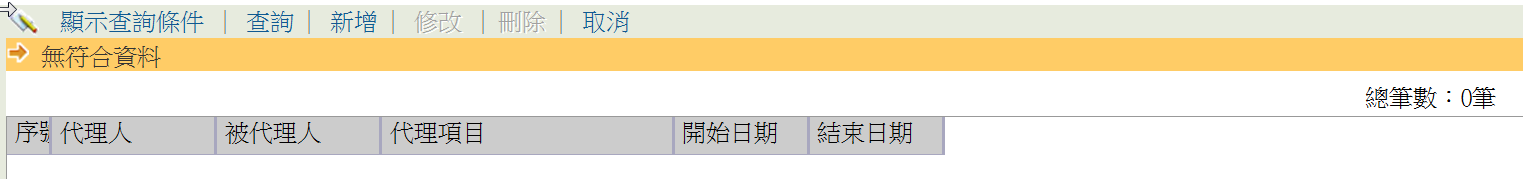 顯示查詢條件 | 查詢 | 新增 | 修改 | 刪除 | 取消
無符合資料
總筆數：0筆
序號 代理人 被代理人 代理項目 開始日期 結束日期